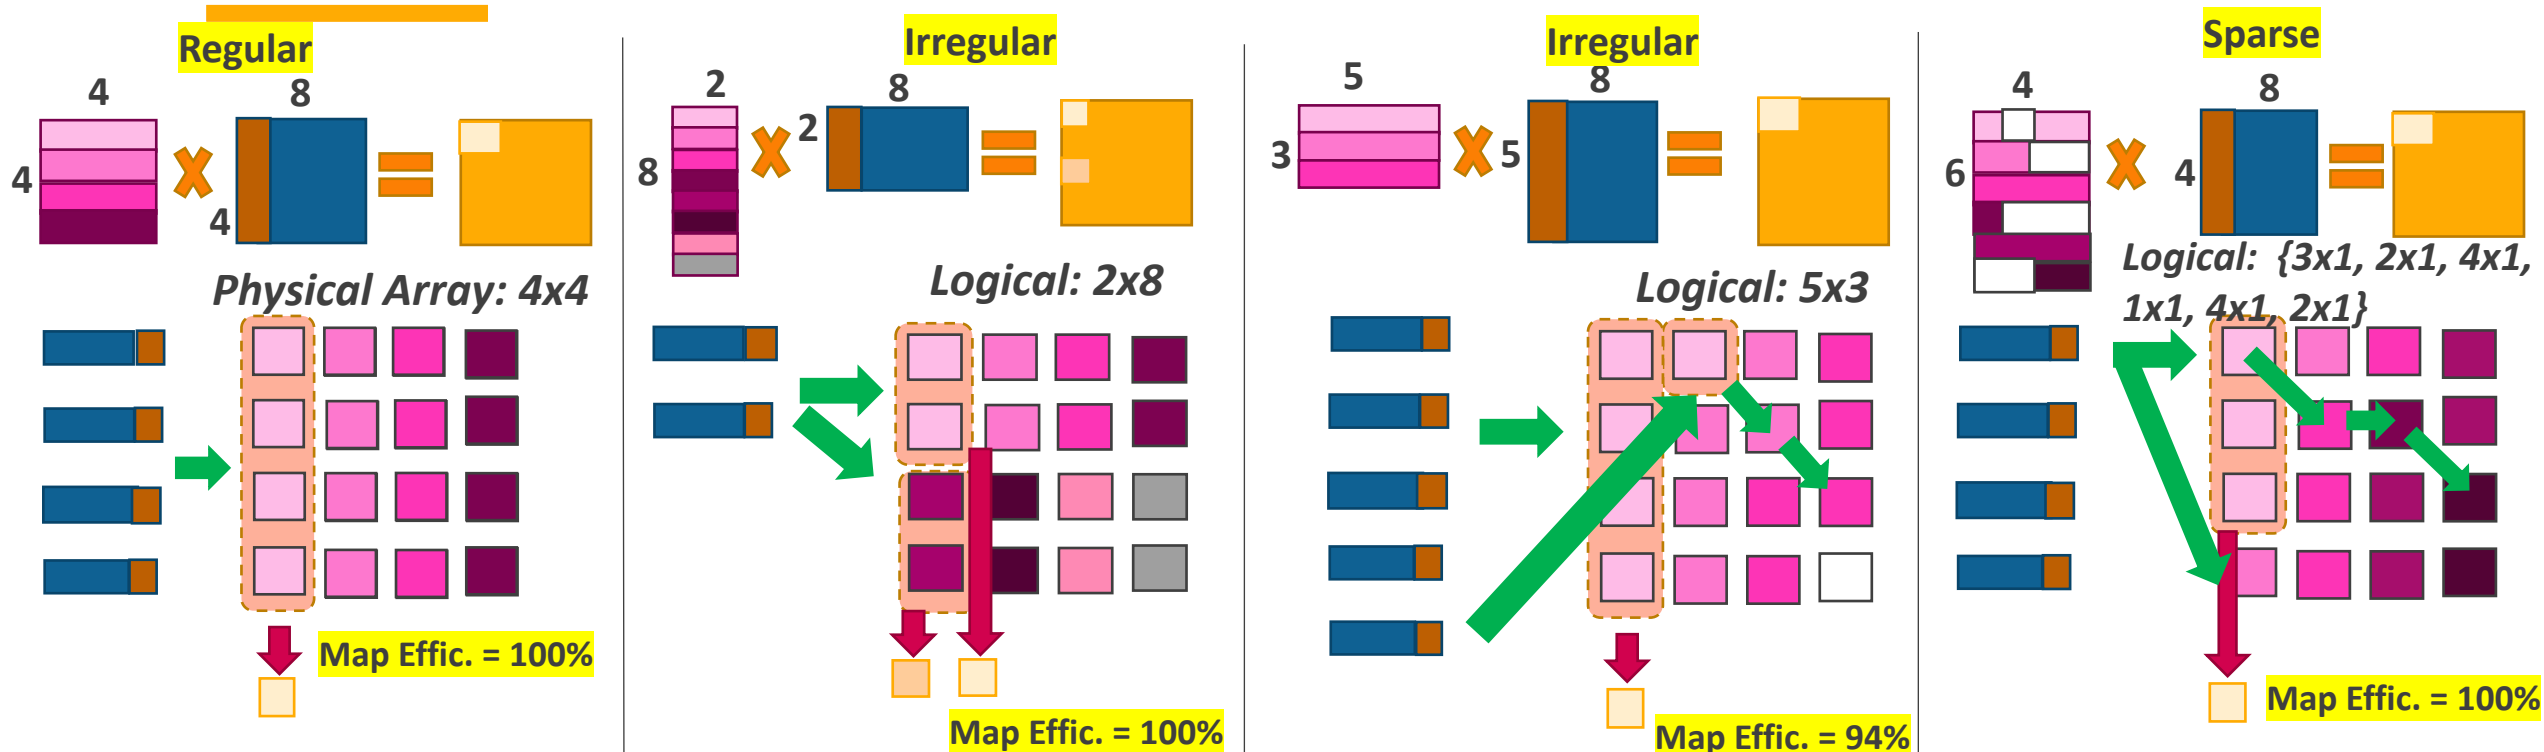 Regular
4
8
4
4
Physical Array: 4x4
Map Effic. = 100%
Irregular
2
8
8
2
Logical: 2x8
Map Effic. = 100%
Irregular
5
8
3
5
Logical: 5x3
Map Effic. = 94%
Sparse
4
8
6
4
Logical: {3x1, 2x1, 4x1,
1x1, 4x1, 2x1}
Map Effic. = 100%